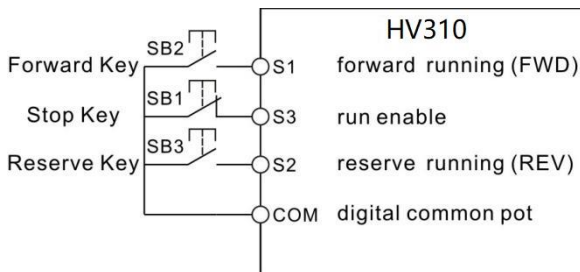 HV310
SB2
Forward Key S1 forward running (FWD)
SB1
Stop Key S3 run enable
SB3
Reserve Key S2 reserve running (REV)
COM digital common pot